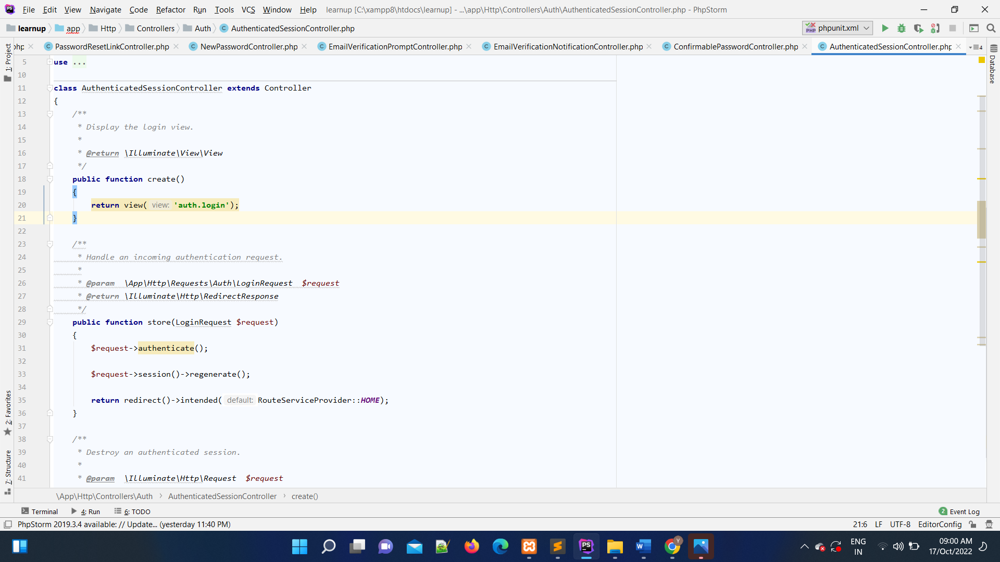 File Edit View Navigate Code Refactor Run Tools VCS Window Help learnup [C:\xampp8\htdocs\learnup] - ...\app\Http\Controllers\Auth\AuthenticatedSessionController.php - PhpStorm
learnup app Http Controllers Auth AuthenticatedSessionController.php phpunit.xml
PasswordResetLinkController.php NewPasswordController.php EmailVerificationPromptController.php EmailVerificationNotificationController.php ConfirmablePasswordController.php AuthenticatedSessionController.php 4
1: Project
Database
5 use ...
10
11 class AuthenticatedSessionController extends Controller
12 {
13 /**
14 * Display the login view.
15 *
16 * @return \Illuminate\View\View
17 */
18 public function create()
19 {
20 return view( view: 'auth.login');
21 }
22
23 /**
24 * Handle an incoming authentication request.
25 *
26 * @param  \App\Http\Requests\Auth\LoginRequest  $request
27 * @return \Illuminate\Http\RedirectResponse
28 */
29 public function store(LoginRequest $request)
30 {
31 $request->authenticate();
32
33 $request->session()->regenerate();
34
35 return redirect()->intended( default: RouteServiceProvider::HOME);
36 }
37
38 /**
39 * Destroy an authenticated session.
40 *
41 * @param  \Illuminate\Http\Request  $request
2: Favorites
7: Structure
\App\Http\Controllers\Auth › AuthenticatedSessionController › create()
Terminal 4: Run 6: TODO 2 Event Log
PhpStorm 2019.3.4 available: // Update... (yesterday 11:40 PM) 21:6 LF UTF-8 EditorConfig
ENG 09:00 AM
IN 17/Oct/2022